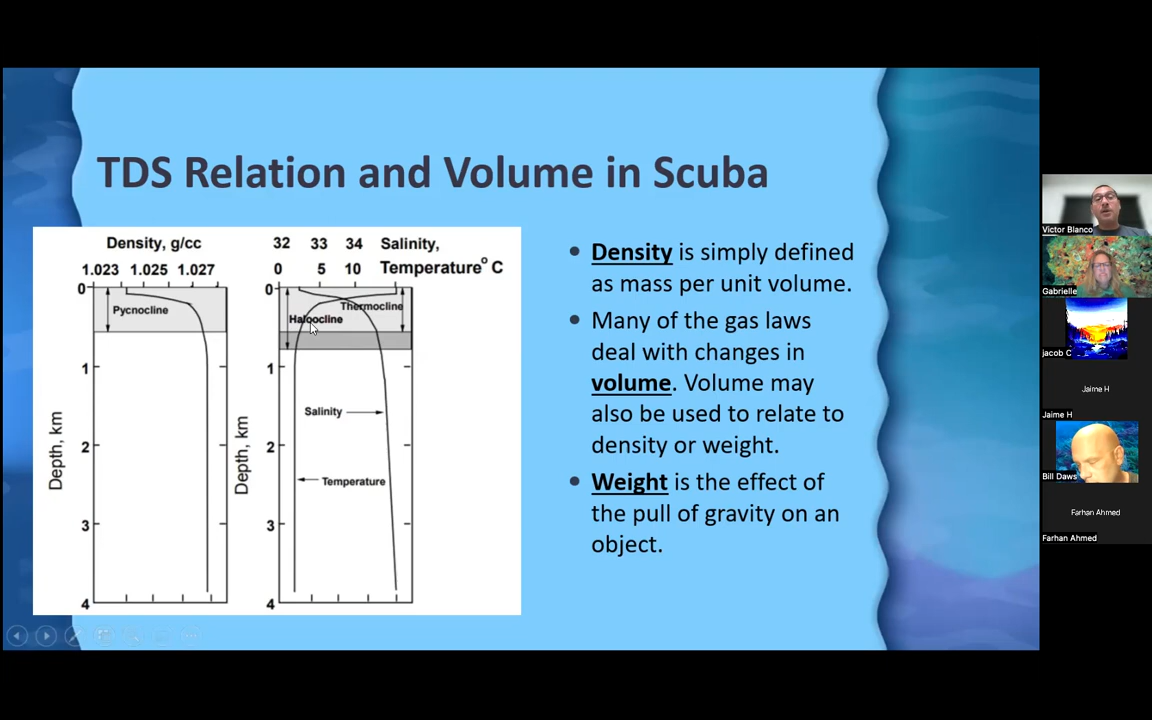 TDS Relation and Volume in Scuba
Density, g/cc
1.023 1.025 1.027
0
Pycnocline
1
2
3
4
Depth, km
32 33 34 Salinity,
0 5 10 Temperature° C
0
Thermocline
Halocline
1
Salinity
2
Temperature
3
4
Depth, km
Density is simply defined
as mass per unit volume.
Many of the gas laws
deal with changes in
volume. Volume may
also be used to relate to
density or weight.
Weight is the effect of
the pull of gravity on an
object.
Victor Blanco
Gabrielle
jacob C
Jaime H
Jaime H
Bill Daws
Farhan Ahmed
Farhan Ahmed